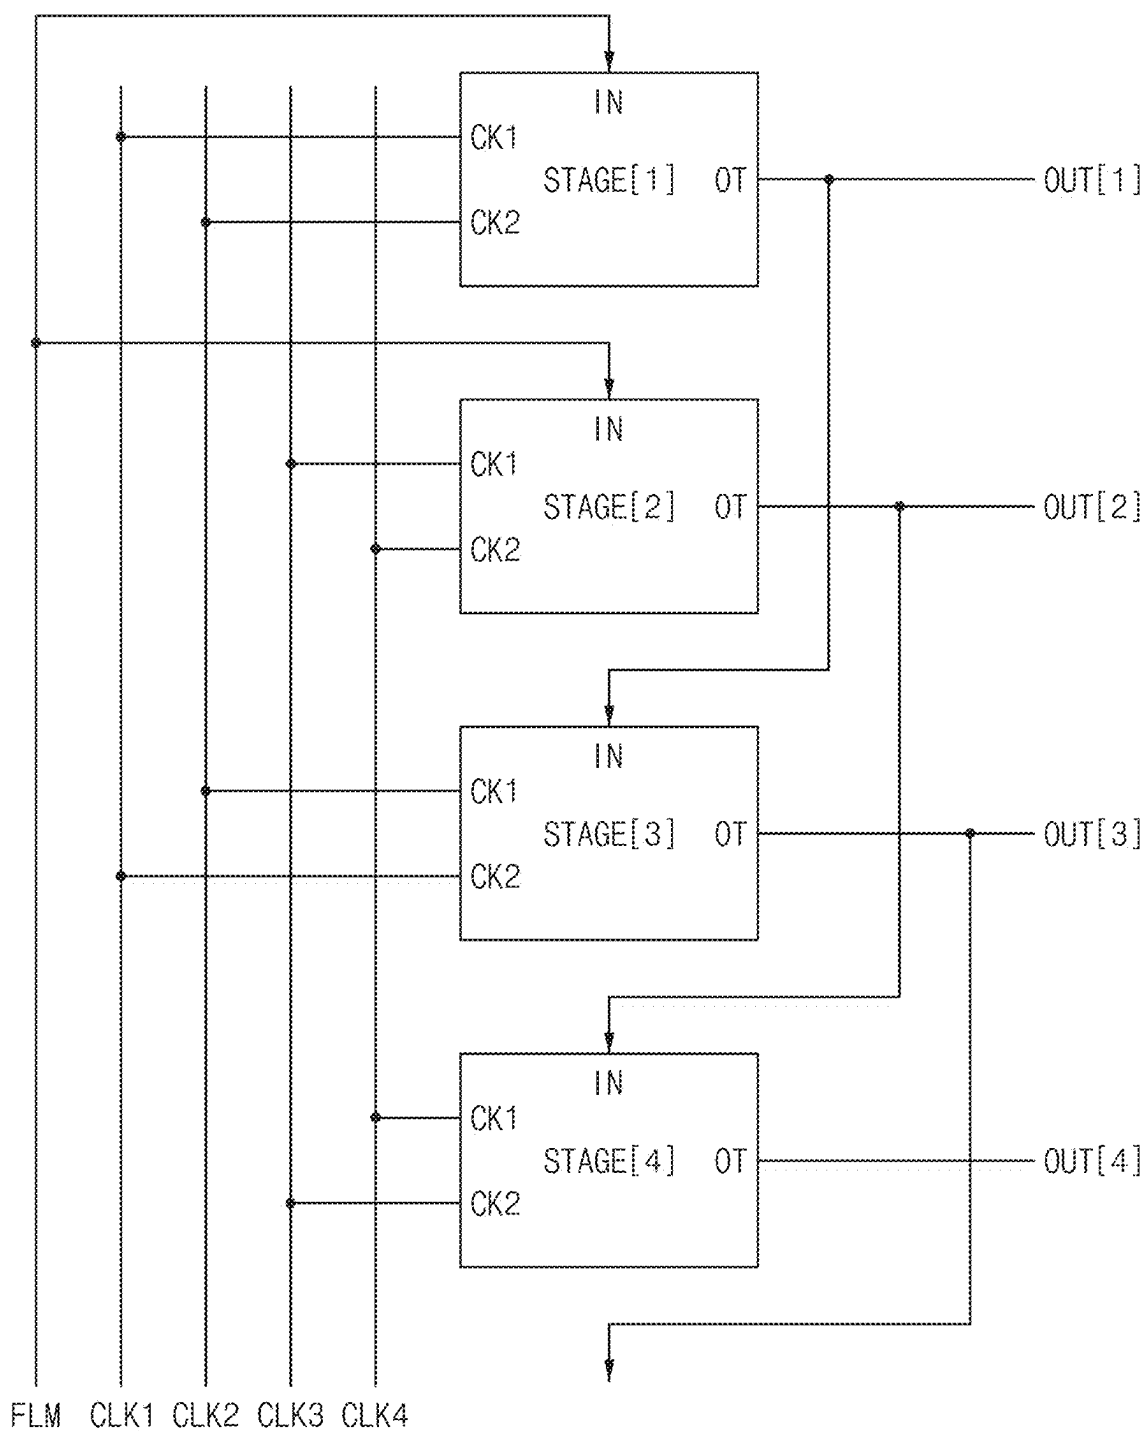 IN
CK1
STAGE[1] OT OUT[1]
CK2
IN
CK1
STAGE[2] OT OUT[2]
CK2
IN
CK1
STAGE[3] OT OUT[3]
CK2
IN
CK1
STAGE[4] OT OUT[4]
CK2
FLM CLK1 CLK2 CLK3 CLK4